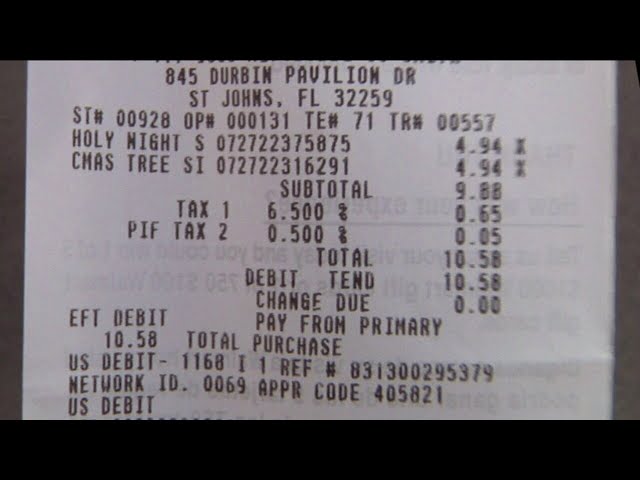 845 DURBIN PAVILION DR
ST JOHNS, FL 32259
ST# 00928 OP# 000131 TE# 71 TR# 00557
HOLY NIGHT S 072722375875 4.94 X
CMAS TREE SI 072722316291 4.94 X
SUBTOTAL 9.88
TAX 1 6.500 % 0.65
PIF TAX 2 0.500 % 0.05
TOTAL 10.58
DEBIT TEND 10.58
CHANGE DUE 0.00
EFT DEBIT PAY FROM PRIMARY
10.58 TOTAL PURCHASE
US DEBIT- 1168 I 1 REF # 831300295379
NETWORK ID. 0069 APPR CODE 405821
US DEBIT